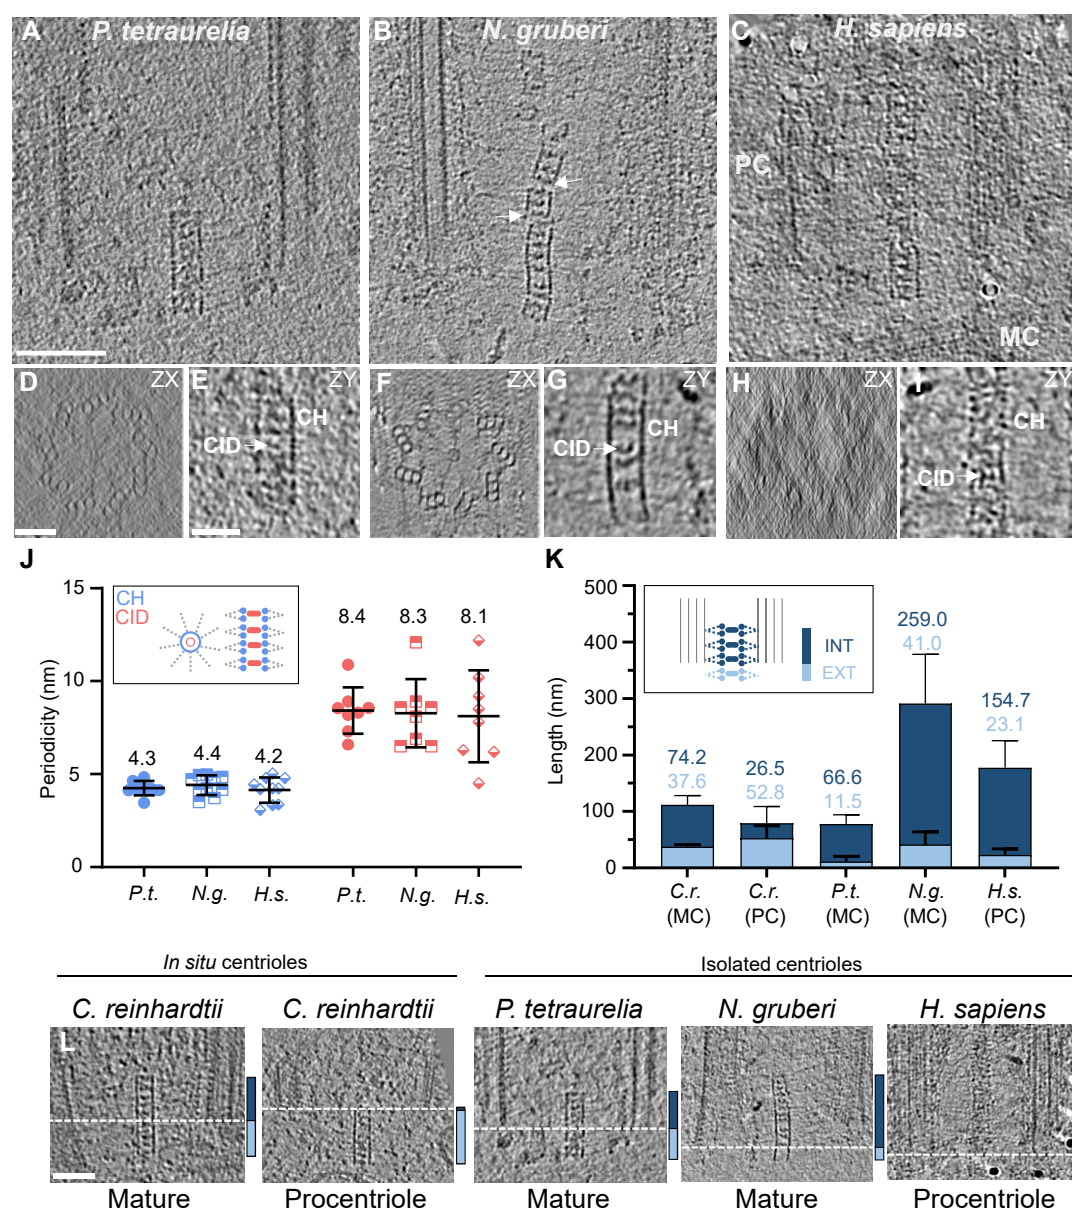 A P. tetraurelia
B N. gruberi
C H. sapiens
PC
MC
D ZX
E ZY
CH
CID
F ZX
G ZY
CH
CID
H ZX
I ZY
CH
CID
J
Periodicity (nm)
15
10
5
0
CH
CID
4.3
4.4
4.2
8.4
8.3
8.1
P.t.
N.g.
H.s.
P.t.
N.g.
H.s.
K
Length (nm)
500
400
300
200
100
0
INT
EXT
74.2
37.6
26.5
52.8
66.6
11.5
259.0
41.0
154.7
23.1
C.r.
(MC)
C.r.
(PC)
P.t.
(MC)
N.g.
(MC)
H.s.
(PC)
In situ centrioles
Isolated centrioles
C. reinhardtii
C. reinhardtii
P. tetraurelia
N. gruberi
H. sapiens
L
Mature
Procentriole
Mature
Mature
Procentriole